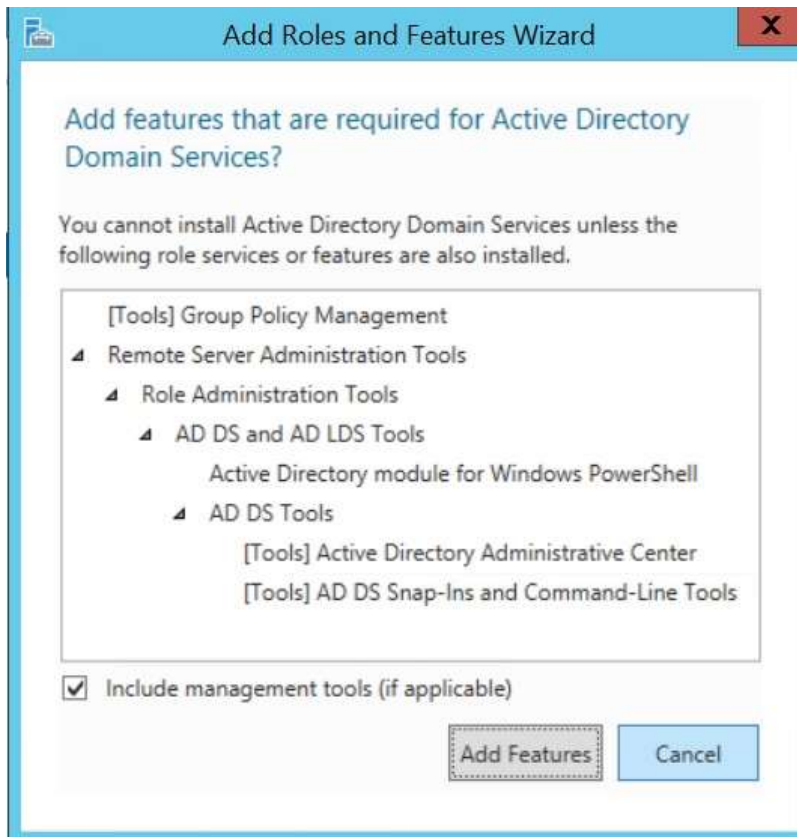 Add Roles and Features Wizard
X
Add features that are required for Active Directory
Domain Services?
You cannot install Active Directory Domain Services unless the
following role services or features are also installed.
[Tools] Group Policy Management
Remote Server Administration Tools
Role Administration Tools
AD DS and AD LDS Tools
Active Directory module for Windows PowerShell
AD DS Tools
[Tools] Active Directory Administrative Center
[Tools] AD DS Snap-Ins and Command-Line Tools
Include management tools (if applicable)
Add Features
Cancel